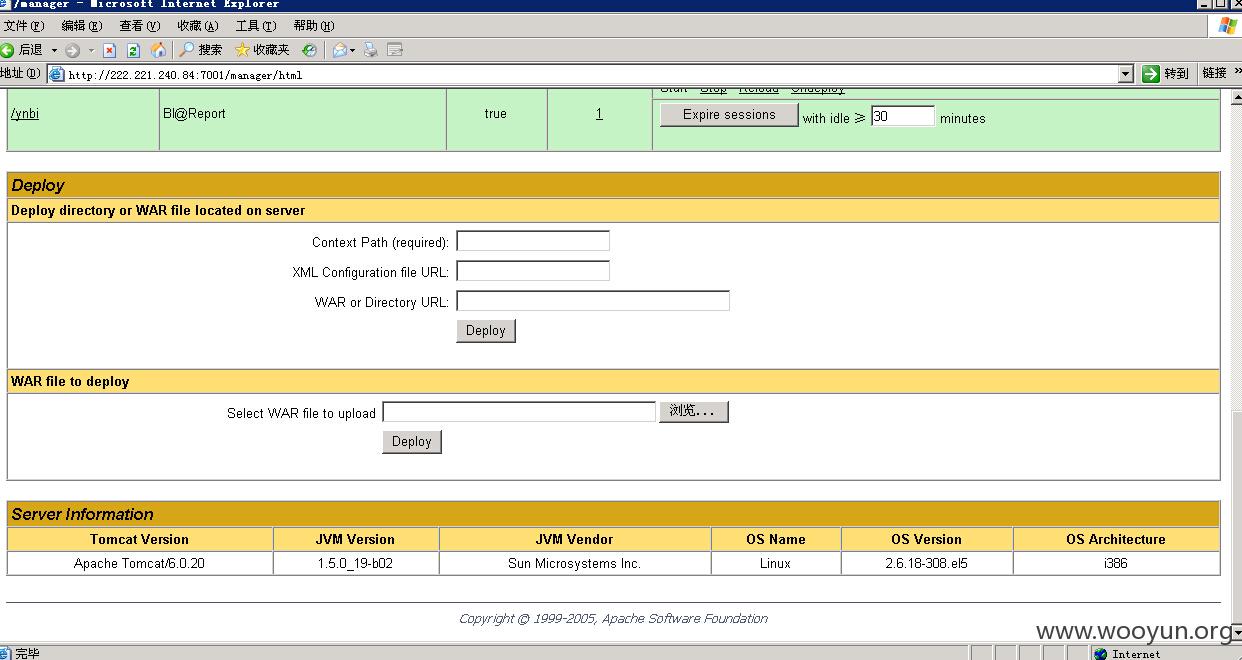 /manager - Microsoft Internet Explorer
文件(F) 编辑(E) 查看(V) 收藏(A) 工具(T) 帮助(H)
后退 搜索 收藏夹
地址(D) http://222.221.240.84:7001/manager/html 转到 链接 »
Start Stop Reload Undeploy
/ynbi BI@Report true 1 Expire sessions with idle ≥ 30 minutes
Deploy
Deploy directory or WAR file located on server
Context Path (required):
XML Configuration file URL:
WAR or Directory URL:
Deploy
WAR file to deploy
Select WAR file to upload 浏览...
Deploy
Server Information
Tomcat Version JVM Version JVM Vendor OS Name OS Version OS Architecture
Apache Tomcat/6.0.20 1.5.0_19-b02 Sun Microsystems Inc. Linux 2.6.18-308.el5 i386
Copyright © 1999-2005, Apache Software Foundation
www.wooyun.org
完毕 Internet